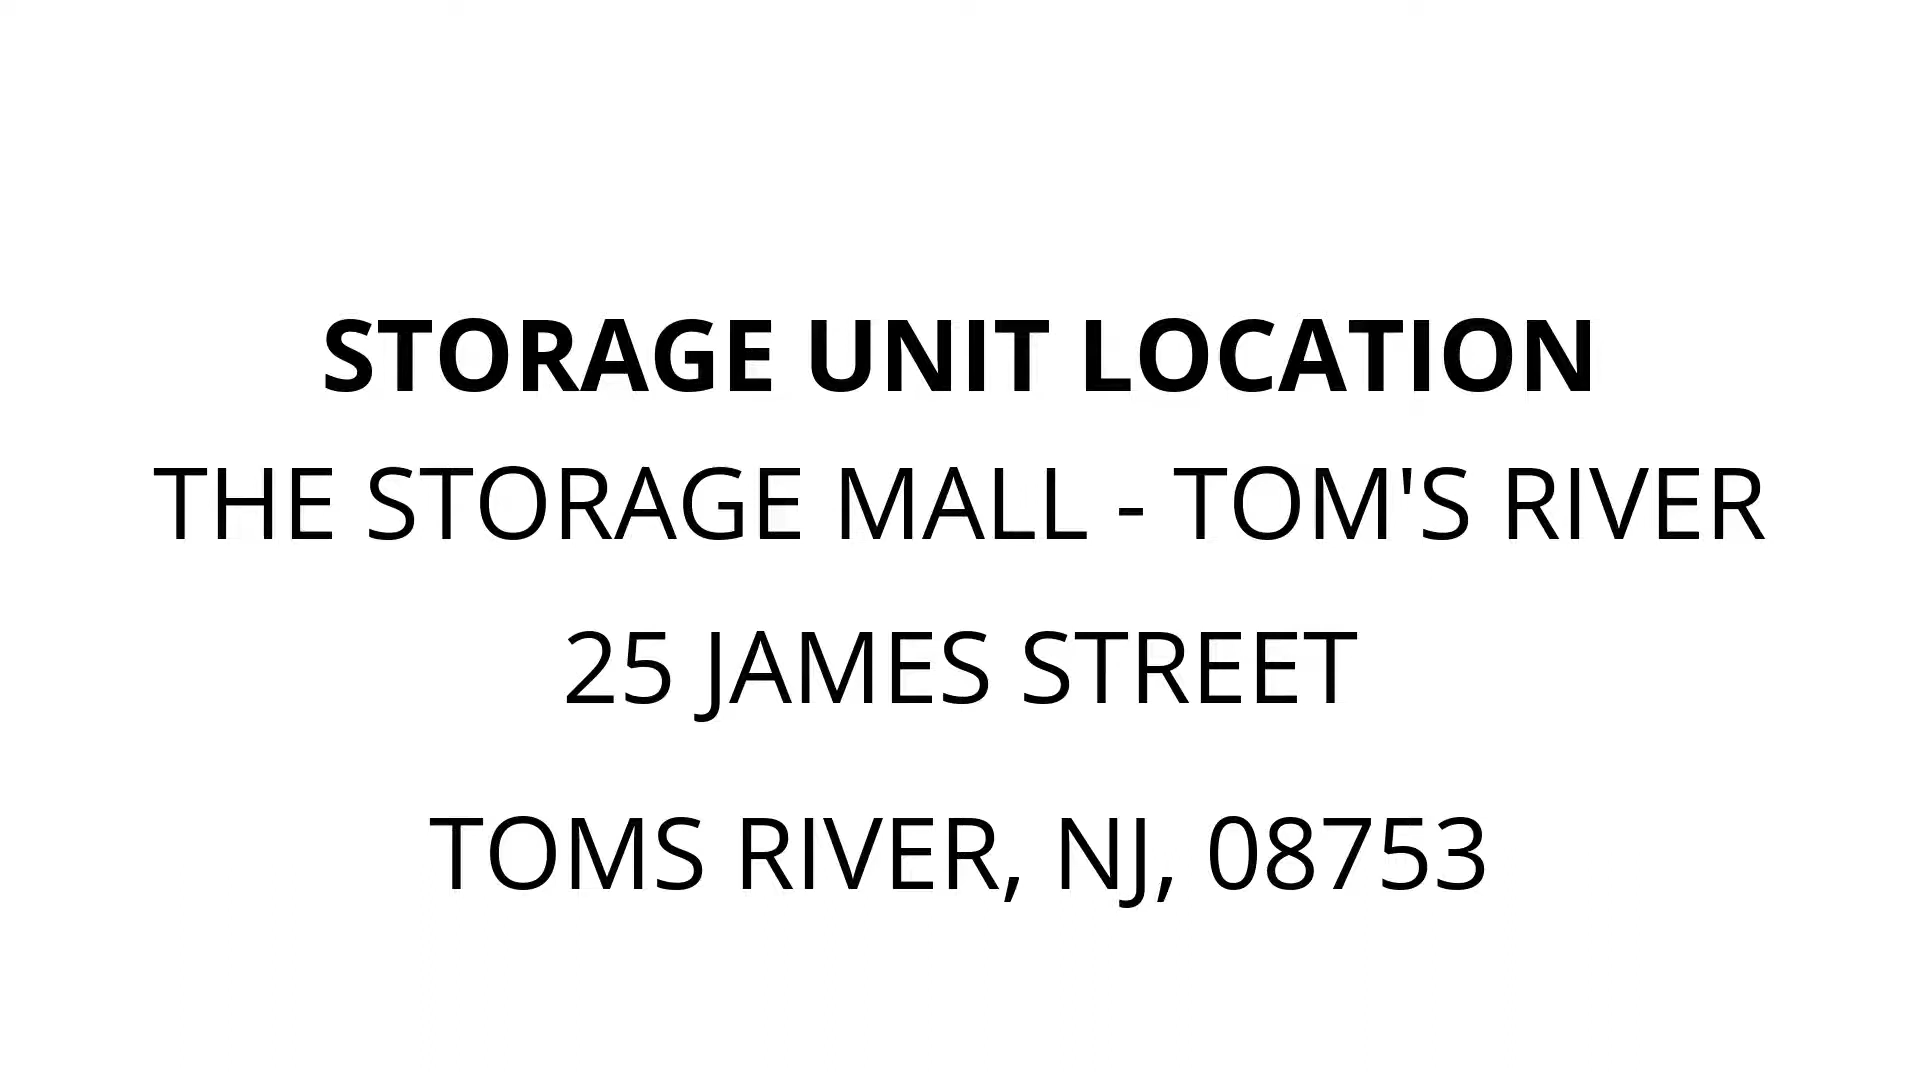 STORAGE UNIT LOCATION
THE STORAGE MALL - TOM'S RIVER
25 JAMES STREET
TOMS RIVER, NJ, 08753